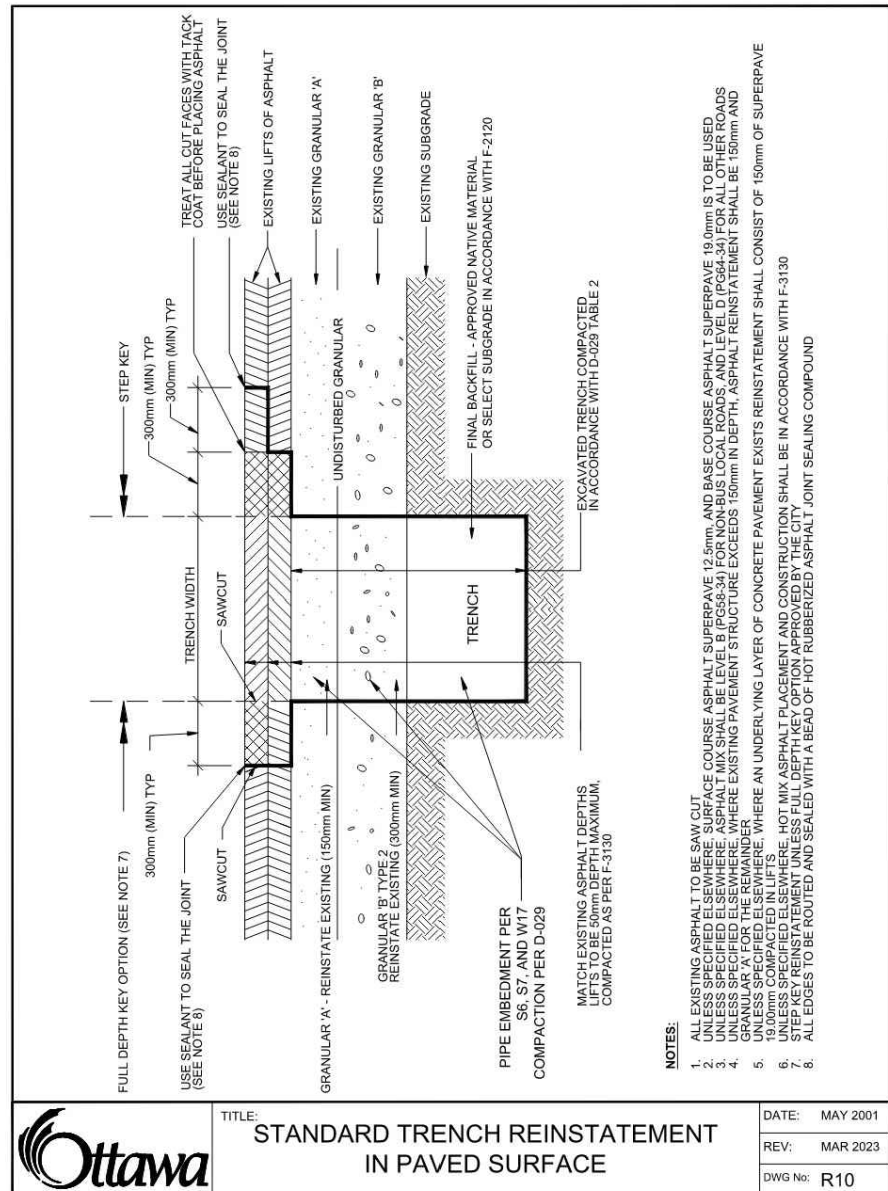 FULL DEPTH KEY OPTION (SEE NOTE 7)
STEP KEY
300mm (MIN) TYP
TRENCH WIDTH
300mm (MIN) TYP
300mm (MIN) TYP
USE SEALANT TO SEAL THE JOINT
(SEE NOTE 8)
SAWCUT
SAWCUT
TREAT ALL CUT FACES WITH TACK
COAT BEFORE PLACING ASPHALT
USE SEALANT TO SEAL THE JOINT
(SEE NOTE 8)
EXISTING LIFTS OF ASPHALT
GRANULAR 'A' - REINSTATE EXISTING (150mm MIN)
EXISTING GRANULAR 'A'
UNDISTURBED GRANULAR
GRANULAR 'B' TYPE 2
REINSTATE EXISTING (300mm MIN)
EXISTING GRANULAR 'B'
EXISTING SUBGRADE
PIPE EMBEDMENT PER
S6, S7, AND W17
COMPACTION PER D-029
TRENCH
FINAL BACKFILL - APPROVED NATIVE MATERIAL
OR SELECT SUBGRADE IN ACCORDANCE WITH F-2120
MATCH EXISTING ASPHALT DEPTHS
LIFTS TO BE 50mm DEPTH MAXIMUM,
COMPACTED AS PER F-3130
EXCAVATED TRENCH COMPACTED
IN ACCORDANCE WITH D-029 TABLE 2
NOTES:
1. ALL EXISTING ASPHALT TO BE SAW CUT
2. UNLESS SPECIFIED ELSEWHERE, SURFACE COURSE ASPHALT SUPERPAVE 12.5mm, AND BASE COURSE ASPHALT SUPERPAVE 19.0mm IS TO BE USED
3. UNLESS SPECIFIED ELSEWHERE, ASPHALT MIX SHALL BE LEVEL B (PG58-34) FOR NON-BUS LOCAL ROADS, AND LEVEL D (PG64-34) FOR ALL OTHER ROADS
4. UNLESS SPECIFIED ELSEWHERE, WHERE EXISTING PAVEMENT STRUCTURE EXCEEDS 150mm IN DEPTH, ASPHALT REINSTATEMENT SHALL BE 150mm AND
GRANULAR 'A' FOR THE REMAINDER
5. UNLESS SPECIFIED ELSEWHERE, WHERE AN UNDERLYING LAYER OF CONCRETE PAVEMENT EXISTS REINSTATEMENT SHALL CONSIST OF 150mm OF SUPERPAVE
19.00mm COMPACTED IN LIFTS
6. UNLESS SPECIFIED ELSEWHERE, HOT MIX ASPHALT PLACEMENT AND CONSTRUCTION SHALL BE IN ACCORDANCE WITH F-3130
7. STEP KEY REINSTATEMENT UNLESS FULL DEPTH KEY OPTION APPROVED BY THE CITY
8. ALL EDGES TO BE ROUTED AND SEALED WITH A BEAD OF HOT RUBBERIZED ASPHALT JOINT SEALING COMPOUND
Ottawa
TITLE:
STANDARD TRENCH REINSTATEMENT
IN PAVED SURFACE
DATE: MAY 2001
REV: MAR 2023
DWG No: R10